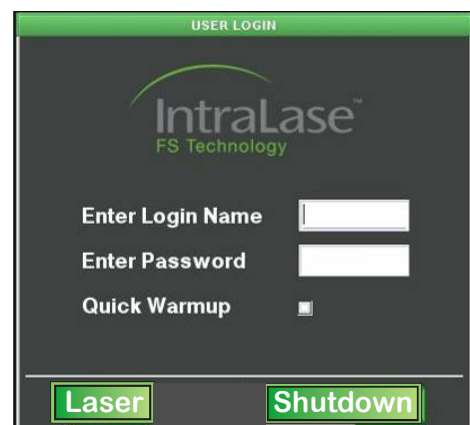 USER LOGIN
IntraLase™
FS Technology
Enter Login Name
Enter Password
Quick Warmup
Laser Shutdown